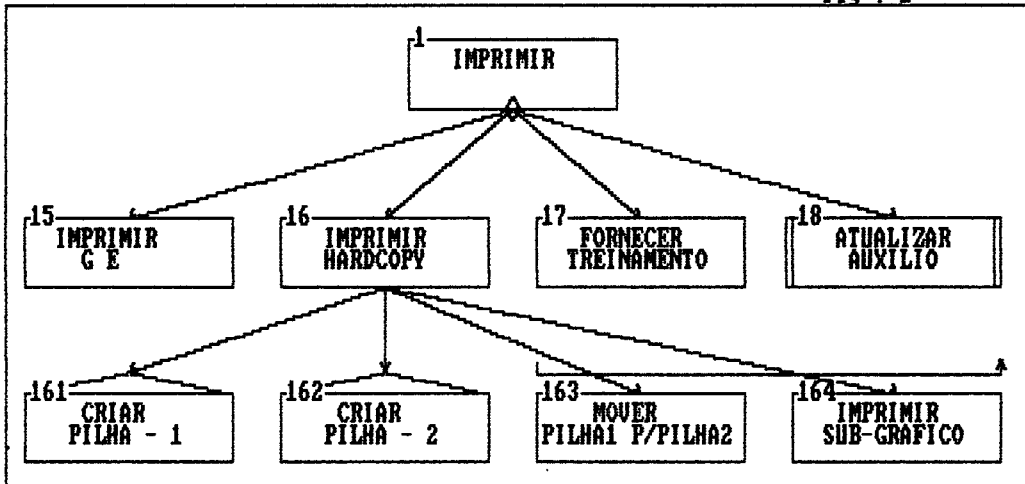 1
IMPRIMIR
15
IMPRIMIR
G E
16
IMPRIMIR
HARDCOPY
17
FORNECER
TREINAMENTO
18
ATUALIZAR
AUXILIO
161
CRIAR
PILHA - 1
162
CRIAR
PILHA - 2
163
MOVER
PILHA1 P/PILHA2
164
IMPRIMIR
SUB-GRAFICO